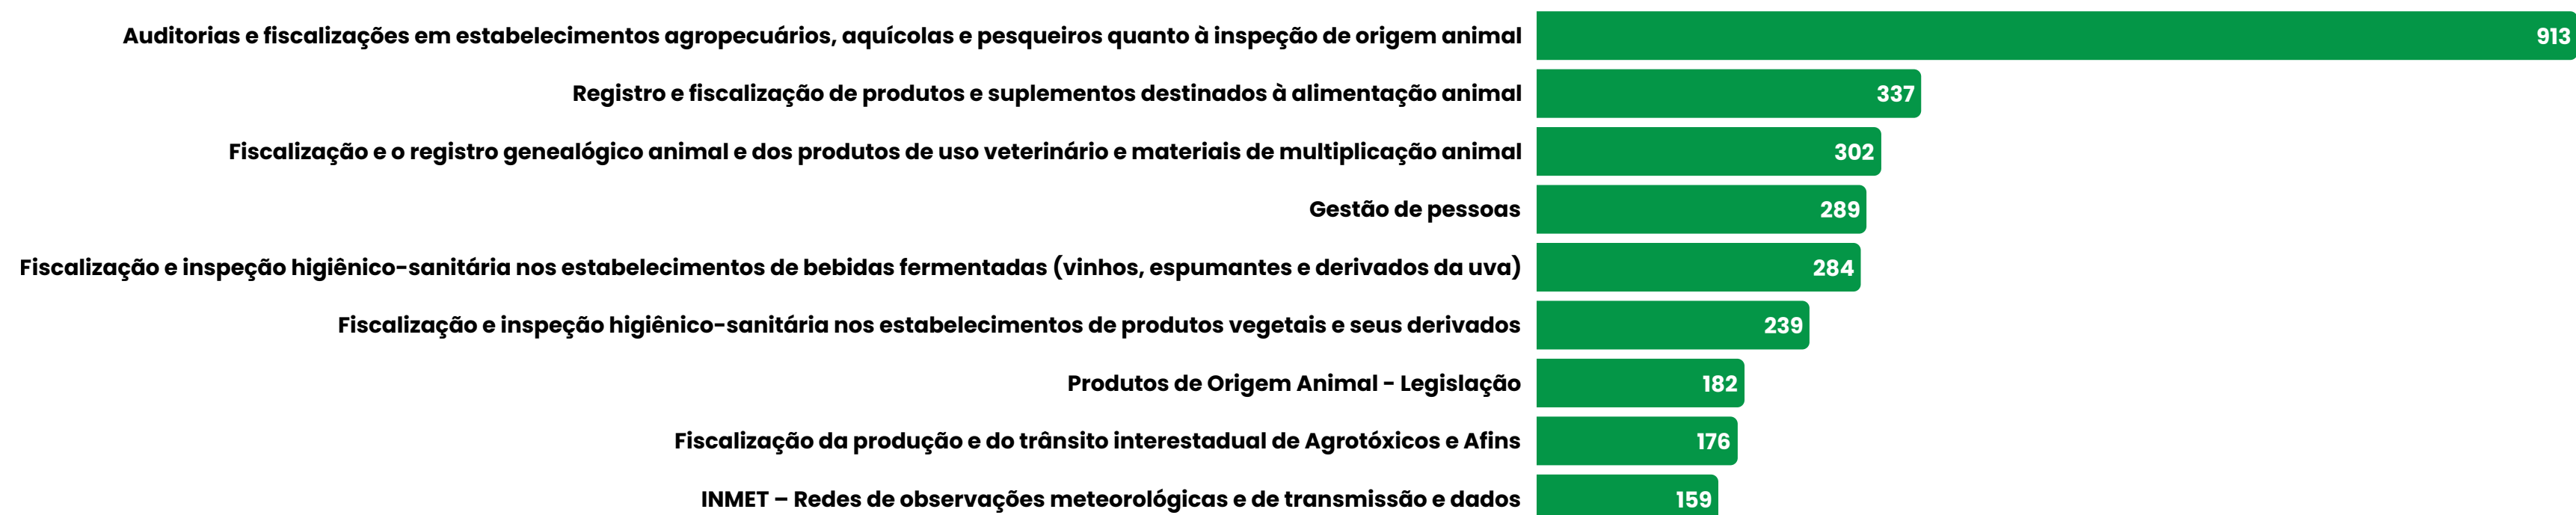 Auditorias e fiscalizações em estabelecimentos agropecuários, aquícolas e pesqueiros quanto à inspeção de origem animal 913
Registro e fiscalização de produtos e suplementos destinados à alimentação animal 337
Fiscalização e o registro genealógico animal e dos produtos de uso veterinário e materiais de multiplicação animal 302
Gestão de pessoas 289
Fiscalização e inspeção higiênico-sanitária nos estabelecimentos de bebidas fermentadas (vinhos, espumantes e derivados da uva) 284
Fiscalização e inspeção higiênico-sanitária nos estabelecimentos de produtos vegetais e seus derivados 239
Produtos de Origem Animal - Legislação 182
Fiscalização da produção e do trânsito interestadual de Agrotóxicos e Afins 176
INMET – Redes de observações meteorológicas e de transmissão e dados 159